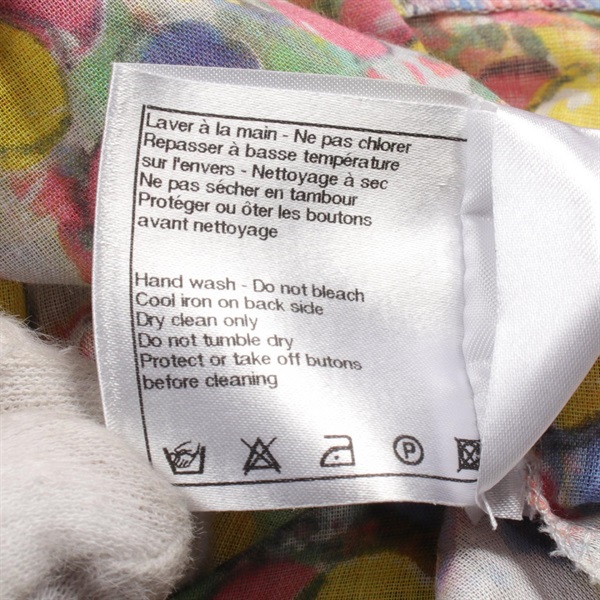 Laver à la main - Ne pas chlorer
Repasser à basse température
sur l'envers - Nettoyage à sec
Ne pas sécher en tambour
Protéger ou ôter les boutons
avant nettoyage
Hand wash - Do not bleach
Cool iron on back side
Dry clean only
Do not tumble dry
Protect or take off butons
before cleaning
P